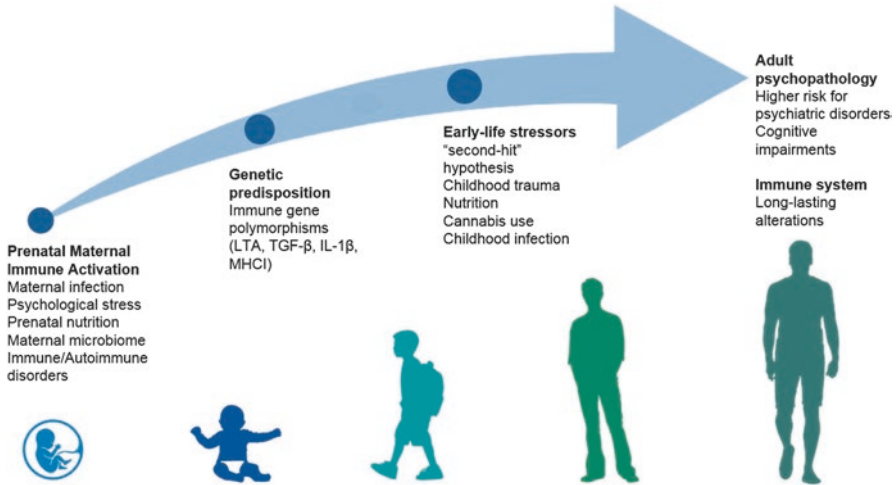 Prenatal Maternal
Immune Activation
Maternal infection
Psychological stress
Prenatal nutrition
Maternal microbiome
Immune/Autoimmune
disorders
Genetic
predisposition
Immune gene
polymorphisms
(LTA, TGF-β, IL-1β,
MHCI)
Early-life stressors
“second-hit”
hypothesis
Childhood trauma
Nutrition
Cannabis use
Childhood infection
Adult
psychopathology
Higher risk for
psychiatric disorders
Cognitive
impairments
Immune system
Long-lasting
alterations